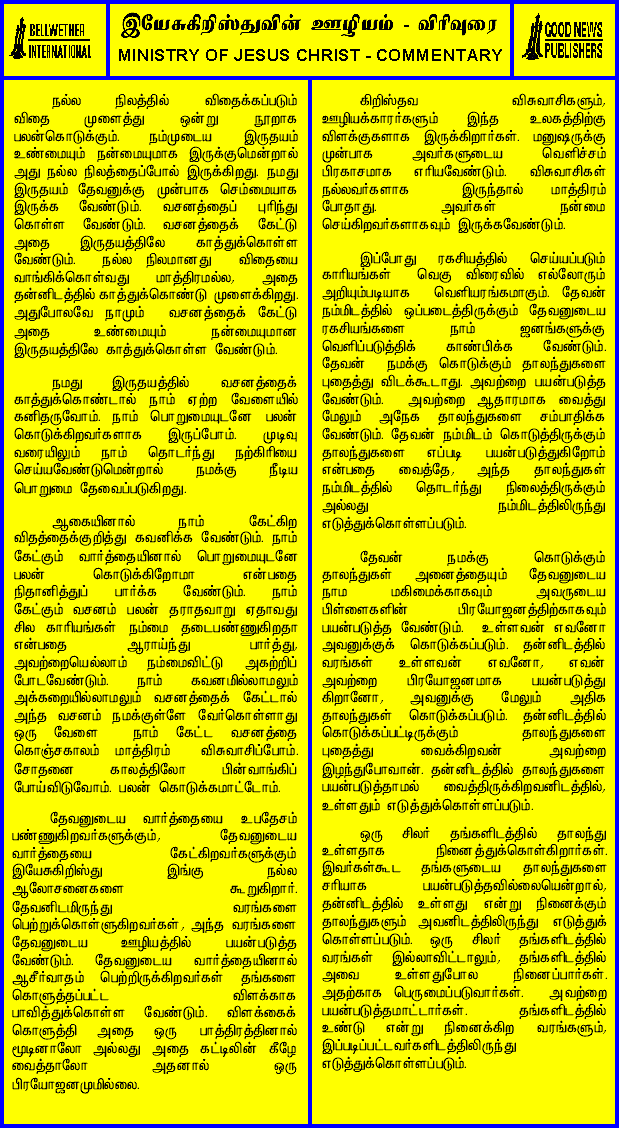 BELLWETHER
INTERNATIONAL
இயேசுகிறிஸ்துவின் ஊழியம் - விரிவுரை
MINISTRY OF JESUS CHRIST - COMMENTARY
GOOD NEWS
PUBLISHERS
நல்ல நிலத்தில் விதைக்கப்படும்
விதை முளைத்து ஒன்று நூறாக
பலன்கொடுக்கும். நம்முடைய இருதயம்
உண்மையும் நன்மையுமாக இருக்குமென்றால்
அது நல்ல நிலத்தைப்போல் இருக்கிறது. நமது
இருதயம் தேவனுக்கு முன்பாக செம்மையாக
இருக்க வேண்டும். வசனத்தைப் புரிந்து
கொள்ள வேண்டும். வசனத்தைக் கேட்டு
அதை இருதயத்திலே காத்துக்கொள்ள
வேண்டும். நல்ல நிலமானது விதையை
வாங்கிக்கொள்வது மாத்திரமல்ல, அதை
தன்னிடத்தில் காத்துக்கொண்டு முளைக்கிறது.
அதுபோலவே நாமும் வசனத்தைக் கேட்டு
அதை உண்மையும் நன்மையுமான
இருதயத்திலே காத்துக்கொள்ள வேண்டும்.
நமது இருதயத்தில் வசனத்தைக்
காத்துக்கொண்டால் நாம் ஏற்ற வேளையில்
கனிதருவோம். நாம் பொறுமையுடனே பலன்
கொடுக்கிறவர்களாக இருப்போம். முடிவு
வரையிலும் நாம் தொடர்ந்து நற்கிரியை
செய்யவேண்டுமென்றால் நமக்கு நீடிய
பொறுமை தேவைப்படுகிறது.
ஆகையினால் நாம் கேட்கிற
விதத்தைக்குறித்து கவனிக்க வேண்டும். நாம்
கேட்கும் வார்த்தையினால் பொறுமையுடனே
பலன் கொடுக்கிறோமா என்பதை
நிதானித்துப் பார்க்க வேண்டும். நாம்
கேட்கும் வசனம் பலன் தராதவாறு ஏதாவது
சில காரியங்கள் நம்மை தடைபண்ணுகிறதா
என்பதை ஆராய்ந்து பார்த்து,
அவற்றையெல்லாம் நம்மைவிட்டு அகற்றிப்
போடவேண்டும். நாம் கவனமில்லாமலும்
அக்கறையில்லாமலும் வசனத்தைக் கேட்டால்
அந்த வசனம் நமக்குள்ளே வேர்கொள்ளாது
ஒரு வேளை நாம் கேட்ட வசனத்தை
கொஞ்சகாலம் மாத்திரம் விசுவாசிப்போம்.
சோதனை காலத்திலோ பின்வாங்கிப்
போய்விடுவோம். பலன் கொடுக்கமாட்டோம்.
தேவனுடைய வார்த்தையை உபதேசம்
பண்ணுகிறவர்களுக்கும், தேவனுடைய
வார்த்தையை கேட்கிறவர்களுக்கும்
இயேசுகிறிஸ்து இங்கு நல்ல
ஆலோசனைகளை கூறுகிறார்.
தேவனிடமிருந்து வரங்களை
பெற்றுக்கொள்ளுகிறவர்கள், அந்த வரங்களை
தேவனுடைய ஊழியத்தில் பயன்படுத்த
வேண்டும். தேவனுடைய வார்த்தையினால்
ஆசீர்வாதம் பெற்றிருக்கிறவர்கள் தங்களை
கொளுத்தப்பட்ட விளக்காக
பாவித்துக்கொள்ள வேண்டும். விளக்கைக்
கொளுத்தி அதை ஒரு பாத்திரத்தினால்
மூடினாலோ அல்லது அதை கட்டிலின் கீழே
வைத்தாலோ அதனால் ஒரு
பிரயோஜனமுமில்லை.
கிறிஸ்தவ விசுவாசிகளும்,
ஊழியக்காரர்களும் இந்த உலகத்திற்கு
விளக்குகளாக இருக்கிறார்கள். மனுஷருக்கு
முன்பாக அவர்களுடைய வெளிச்சம்
பிரகாசமாக எரியவேண்டும். விசுவாசிகள்
நல்லவர்களாக இருந்தால் மாத்திரம்
போதாது. அவர்கள் நன்மை
செய்கிறவர்களாகவும் இருக்கவேண்டும்.
இப்போது ரகசியத்தில் செய்யப்படும்
காரியங்கள் வெகு விரைவில் எல்லோரும்
அறியும்படியாக வெளியரங்கமாகும். தேவன்
நம்மிடத்தில் ஒப்படைத்திருக்கும் தேவனுடைய
ரகசியங்களை நாம் ஜனங்களுக்கு
வெளிப்படுத்திக் காண்பிக்க வேண்டும்.
தேவன் நமக்கு கொடுக்கும் தாலந்துகளை
புதைத்து விடக்கூடாது. அவற்றை பயன்படுத்த
வேண்டும். அவற்றை ஆதாரமாக வைத்து
மேலும் அநேக தாலந்துகளை சம்பாதிக்க
வேண்டும். தேவன் நம்மிடம் கொடுத்திருக்கும்
தாலந்துகளை எப்படி பயன்படுத்துகிறோம்
என்பதை வைத்தே, அந்த தாலந்துகள்
நம்மிடத்தில் தொடர்ந்து நிலைத்திருக்கும்
அல்லது நம்மிடத்திலிருந்து
எடுத்துக்கொள்ளப்படும்.
தேவன் நமக்கு கொடுக்கும்
தாலந்துகள் அனைத்தையும் தேவனுடைய
நாம மகிமைக்காகவும் அவருடைய
பிள்ளைகளின் பிரயோஜனத்திற்காகவும்
பயன்படுத்த வேண்டும். உள்ளவன் எவனோ
அவனுக்குக் கொடுக்கப்படும். தன்னிடத்தில்
வரங்கள் உள்ளவன் எவனோ, எவன்
அவற்றை பிரயோஜனமாக பயன்படுத்து
கிறானோ, அவனுக்கு மேலும் அதிக
தாலந்துகள் கொடுக்கப்படும். தன்னிடத்தில்
கொடுக்கப்பட்டிருக்கும் தாலந்துகளை
புதைத்து வைக்கிறவன் அவற்றை
இழந்துபோவான். தன்னிடத்தில் தாலந்துகளை
பயன்படுத்தாமல் வைத்திருக்கிறவனிடத்தில்,
உள்ளதும் எடுத்துக்கொள்ளப்படும்.
ஒரு சிலர் தங்களிடத்தில் தாலந்து
உள்ளதாக நினைத்துக்கொள்கிறார்கள்.
இவர்கள்கூட தங்களுடைய தாலந்துகளை
சரியாக பயன்படுத்தவில்லையென்றால்,
தன்னிடத்தில் உள்ளது என்று நினைக்கும்
தாலந்துகளும் அவனிடத்திலிருந்து எடுத்துக்
கொள்ளப்படும். ஒரு சிலர் தங்களிடத்தில்
வரங்கள் இல்லாவிட்டாலும், தங்களிடத்தில்
அவை உள்ளதுபோல நினைப்பார்கள்.
அதற்காக பெருமைப்படுவார்கள். அவற்றை
பயன்படுத்தமாட்டார்கள். தங்களிடத்தில்
உண்டு என்று நினைக்கிற வரங்களும்,
இப்படிப்பட்டவர்களிடத்திலிருந்து
எடுத்துக்கொள்ளப்படும்.